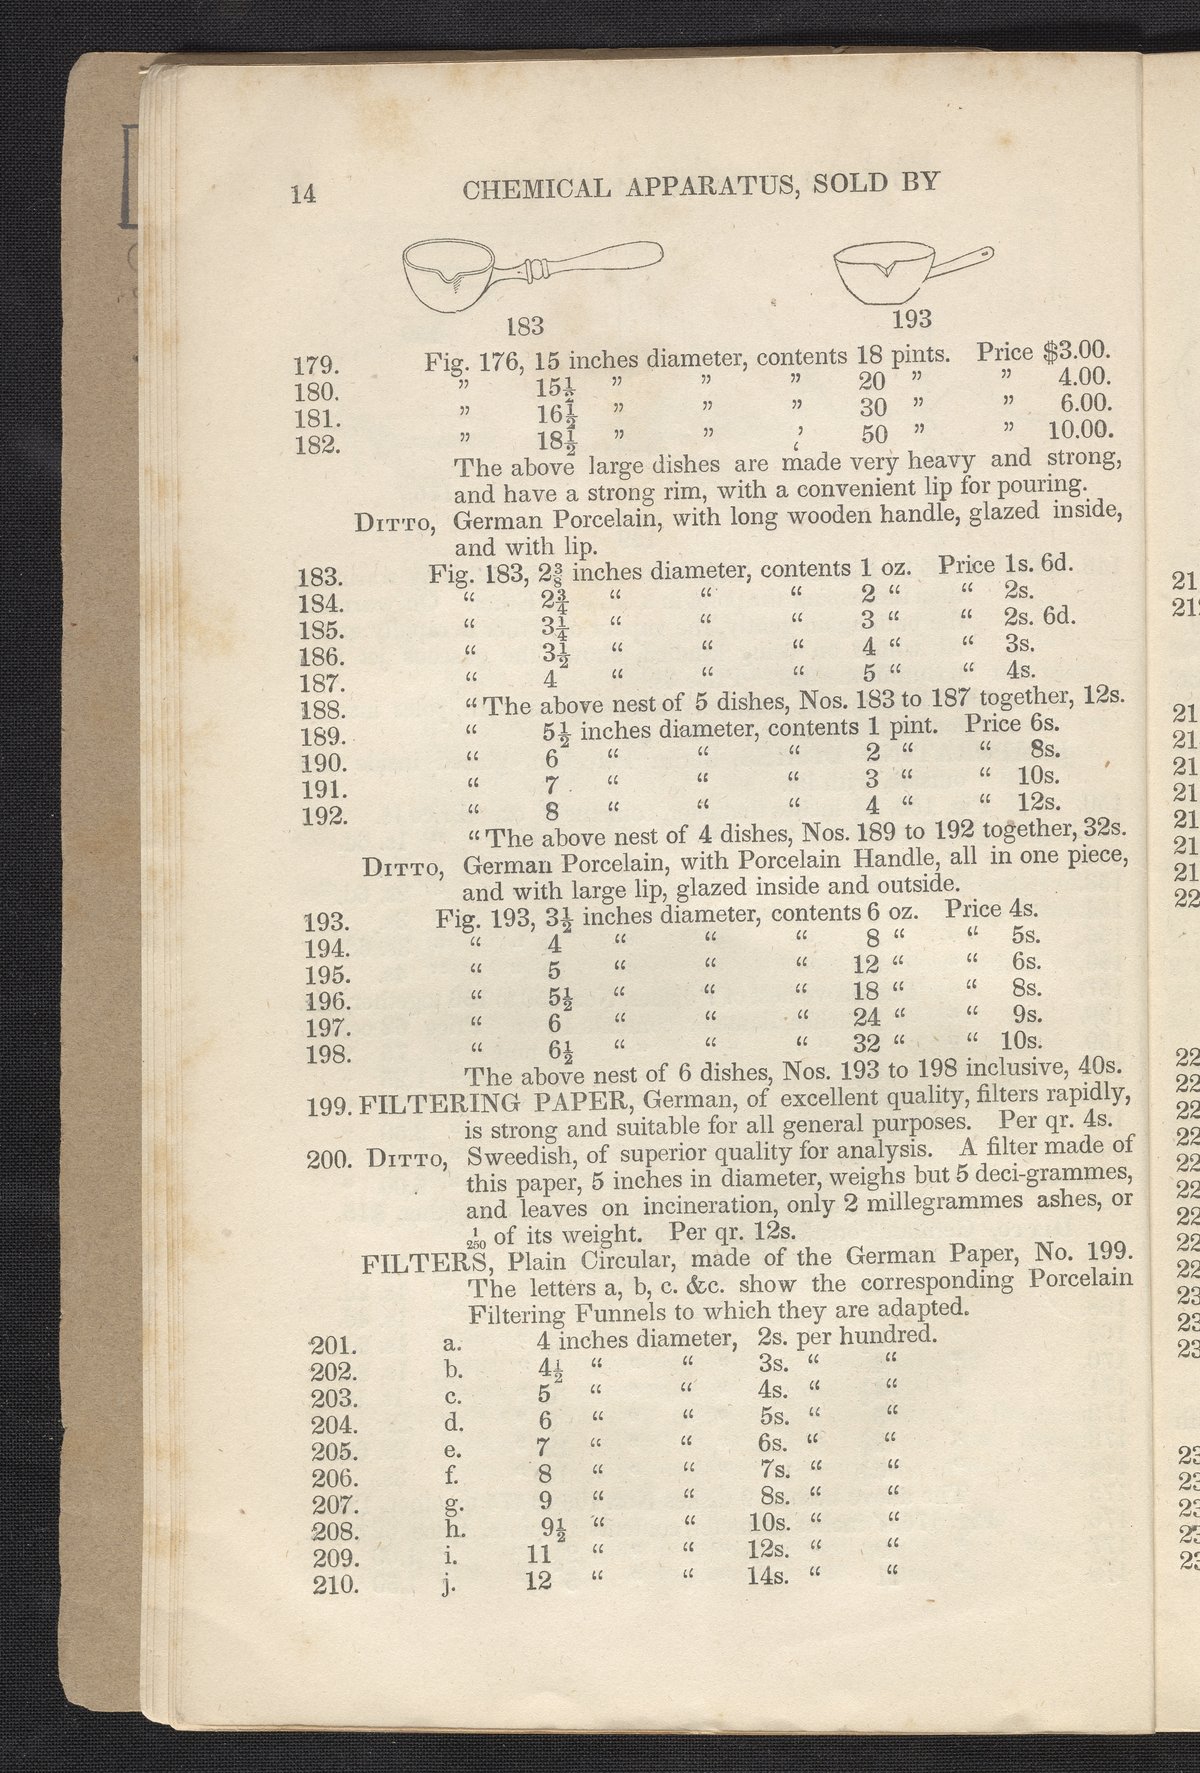 14 CHEMICAL APPARATUS, SOLD BY
183 193
179. Fig. 176, 15 inches diameter, contents 18 pints. Price $3.00.
180. ” 15½ ” ” ” 20 ” ” 4.00.
181. ” 16½ ” ” ” 30 ” ” 6.00.
182. ” 18½ ” ” ’ 50 ” ” 10.00.
The above large dishes are made very heavy and strong,
and have a strong rim, with a convenient lip for pouring.
DITTO, German Porcelain, with long wooden handle, glazed inside,
and with lip.
183. Fig. 183, 2⅜ inches diameter, contents 1 oz. Price 1s. 6d.
184. “ 2¾ “ “ “ 2 “ “ 2s.
185. “ 3¼ “ “ “ 3 “ “ 2s. 6d.
186. “ 3½ “ “ “ 4 “ “ 3s.
187. “ 4 “ “ “ 5 “ “ 4s.
188. “ The above nest of 5 dishes, Nos. 183 to 187 together, 12s.
189. “ 5½ inches diameter, contents 1 pint. Price 6s.
190. “ 6 “ “ “ 2 “ “ 8s.
191. “ 7 “ “ “ 3 “ “ 10s.
192. “ 8 “ “ “ 4 “ “ 12s.
“ The above nest of 4 dishes, Nos. 189 to 192 together, 32s.
DITTO, German Porcelain, with Porcelain Handle, all in one piece,
and with large lip, glazed inside and outside.
193. Fig. 193, 3½ inches diameter, contents 6 oz. Price 4s.
194. “ 4 “ “ “ 8 “ “ 5s.
195. “ 5 “ “ “ 12 “ “ 6s.
196. “ 5½ “ “ “ 18 “ “ 8s.
197. “ 6 “ “ “ 24 “ “ 9s.
198. “ 6½ “ “ “ 32 “ “ 10s.
The above nest of 6 dishes, Nos. 193 to 198 inclusive, 40s.
199. FILTERING PAPER, German, of excellent quality, filters rapidly,
is strong and suitable for all general purposes. Per qr. 4s.
200. DITTO, Sweedish, of superior quality for analysis. A filter made of
this paper, 5 inches in diameter, weighs but 5 deci-grammes,
and leaves on incineration, only 2 millegrammes ashes, or
1/250 of its weight. Per qr. 12s.
FILTERS, Plain Circular, made of the German Paper, No. 199.
The letters a, b, c. &c. show the corresponding Porcelain
Filtering Funnels to which they are adapted.
201. a. 4 inches diameter, 2s. per hundred.
202. b. 4½ “ “ 3s. “ “
203. c. 5 “ “ 4s. “ “
204. d. 6 “ “ 5s. “ “
205. e. 7 “ “ 6s. “ “
206. f. 8 “ “ 7s. “ “
207. g. 9 “ “ 8s. “ “
208. h. 9½ “ “ 10s. “ “
209. i. 11 “ “ 12s. “ “
210. j. 12 “ “ 14s. “ “